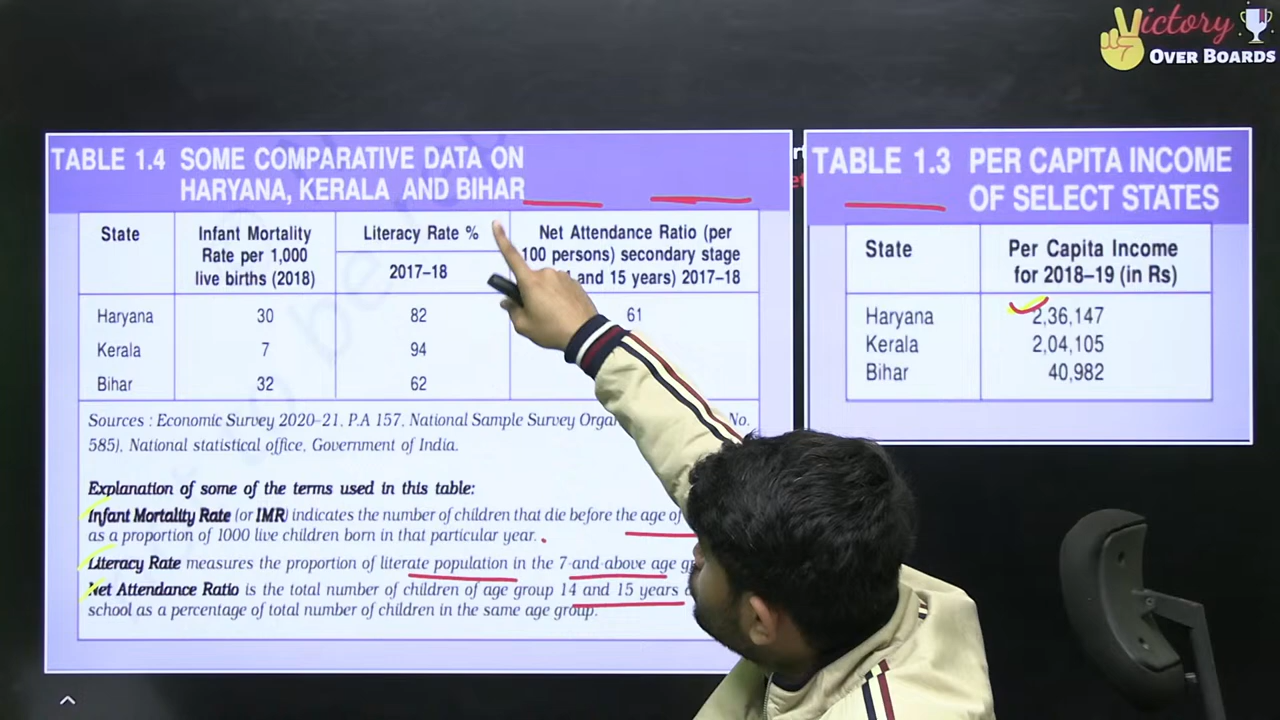 Victory
OVER BOARDS
TABLE 1.4 SOME COMPARATIVE DATA ON
HARYANA, KERALA AND BIHAR
State
Infant Mortality
Rate per 1,000
live births (2018)
Literacy Rate %
2017–18
Net Attendance Ratio (per
100 persons) secondary stage
and 15 years) 2017–18
Haryana 30 82 61
Kerala 7 94
Bihar 32 62
Sources : Economic Survey 2020–21, P.A 157, National Sample Survey No.
585), National statistical office, Government of India.
Explanation of some of the terms used in this table:
Infant Mortality Rate (or IMR) indicates the number of children that die before the age of
as a proportion of 1000 live children born in that particular year.
Literacy Rate measures the proportion of literate population in the 7-and-above age
Net Attendance Ratio is the total number of children of age group 14 and 15 years
school as a percentage of total number of children in the same age group.
TABLE 1.3 PER CAPITA INCOME
OF SELECT STATES
State
Per Capita Income
for 2018–19 (in Rs)
Haryana 2,36,147
Kerala 2,04,105
Bihar 40,982